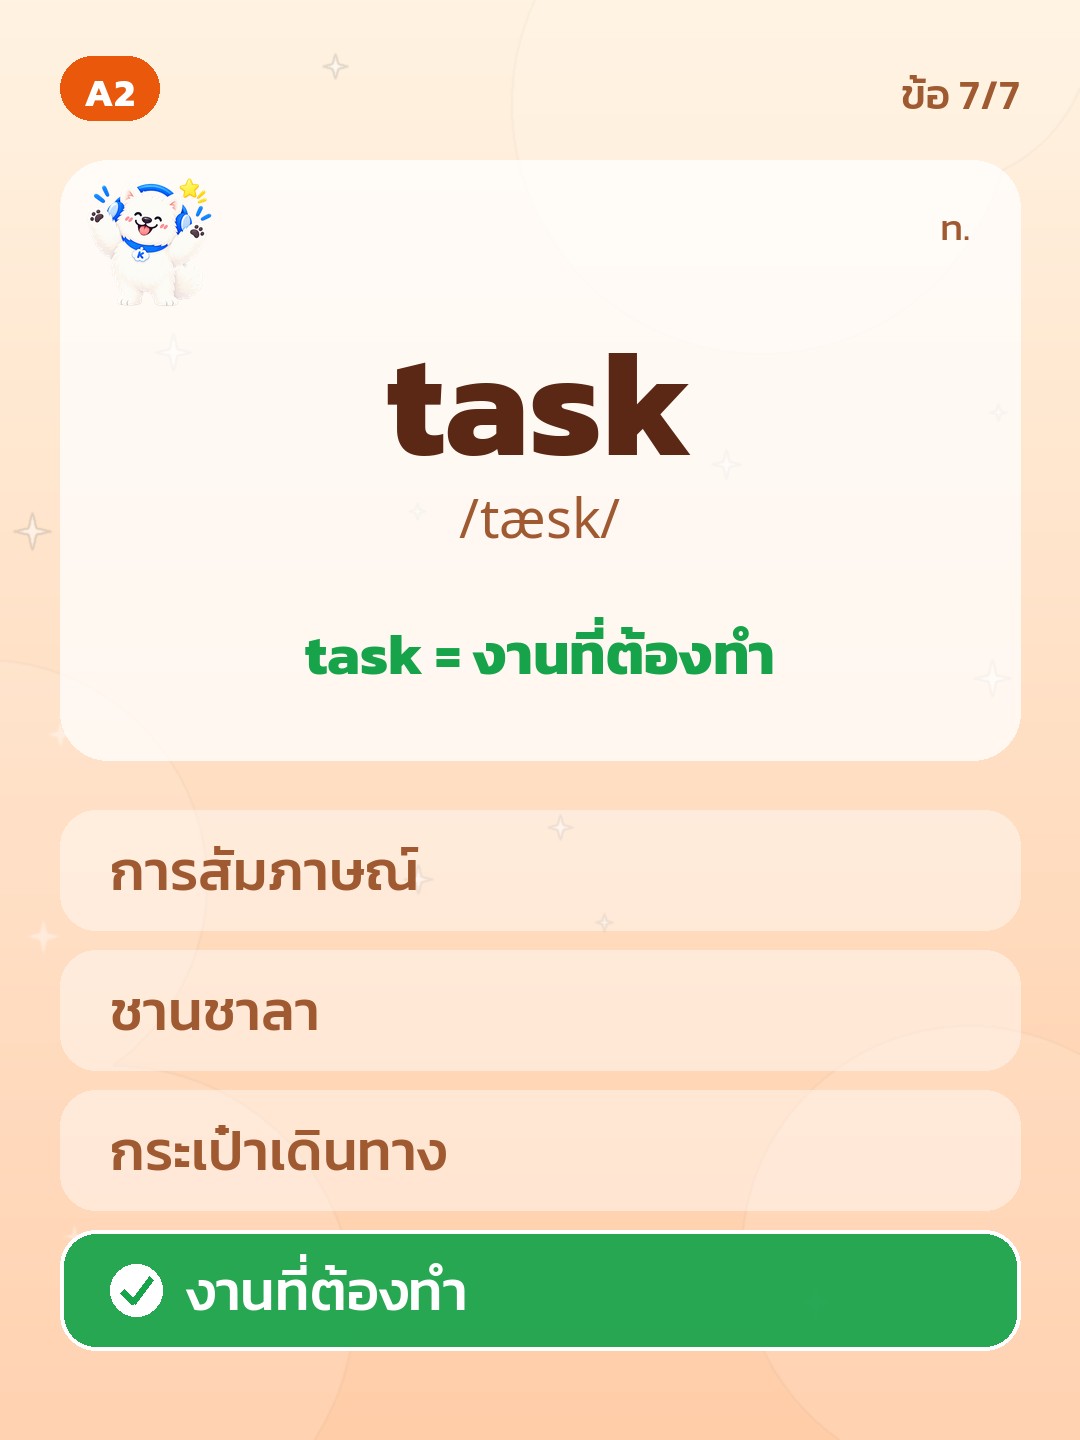 A2
ข้อ 7/7
n.
K
task
/tæsk/
task = งานที่ต้องทำ
การสัมภาษณ์
ชานชาลา
กระเป๋าเดินทาง
งานที่ต้องทำ